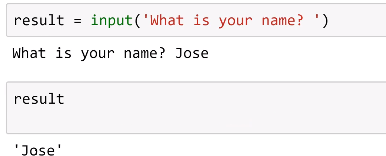 result = input('What is your name? ')
What is your name? Jose
result
'Jose'